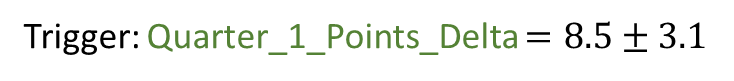 Trigger: Quarter_1_Points_Delta = 8.5 ± 3.1